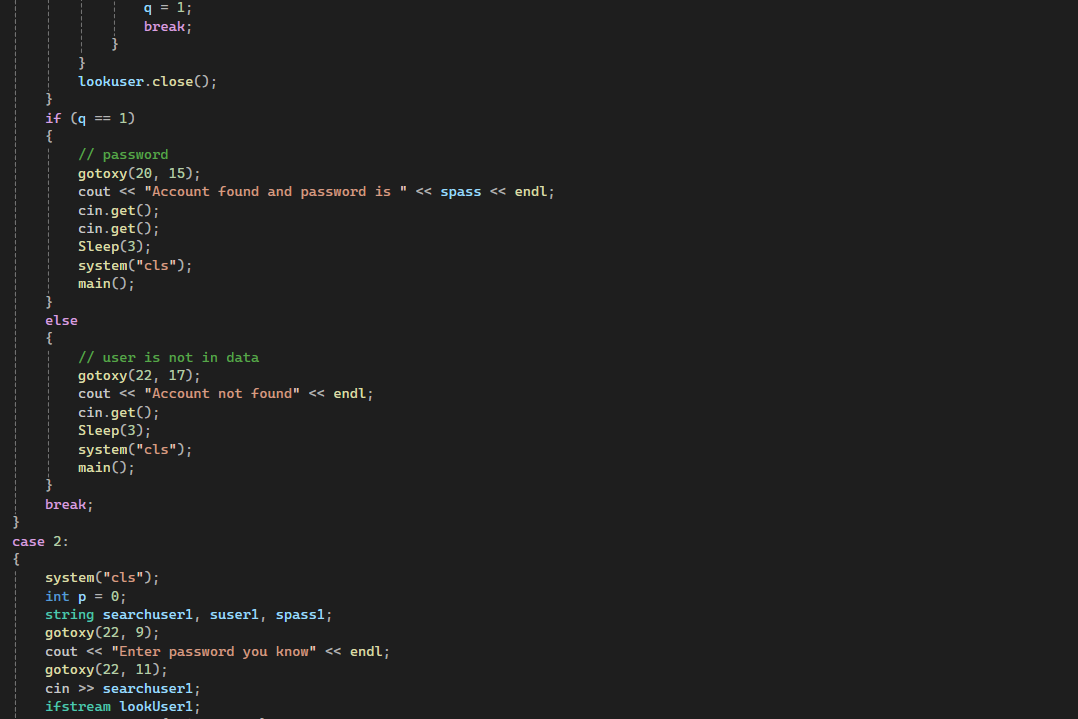 q = 1;
break;
}
}
lookuser.close();
}
if (q == 1)
{
// password
gotoxy(20, 15);
cout << "Account found and password is " << spass << endl;
cin.get();
cin.get();
Sleep(3);
system("cls");
main();
}
else
{
// user is not in data
gotoxy(22, 17);
cout << "Account not found" << endl;
cin.get();
Sleep(3);
system("cls");
main();
}
break;
}
case 2:
{
system("cls");
int p = 0;
string searchuser1, suser1, spass1;
gotoxy(22, 9);
cout << "Enter password you know" << endl;
gotoxy(22, 11);
cin >> searchuser1;
ifstream lookUser1;